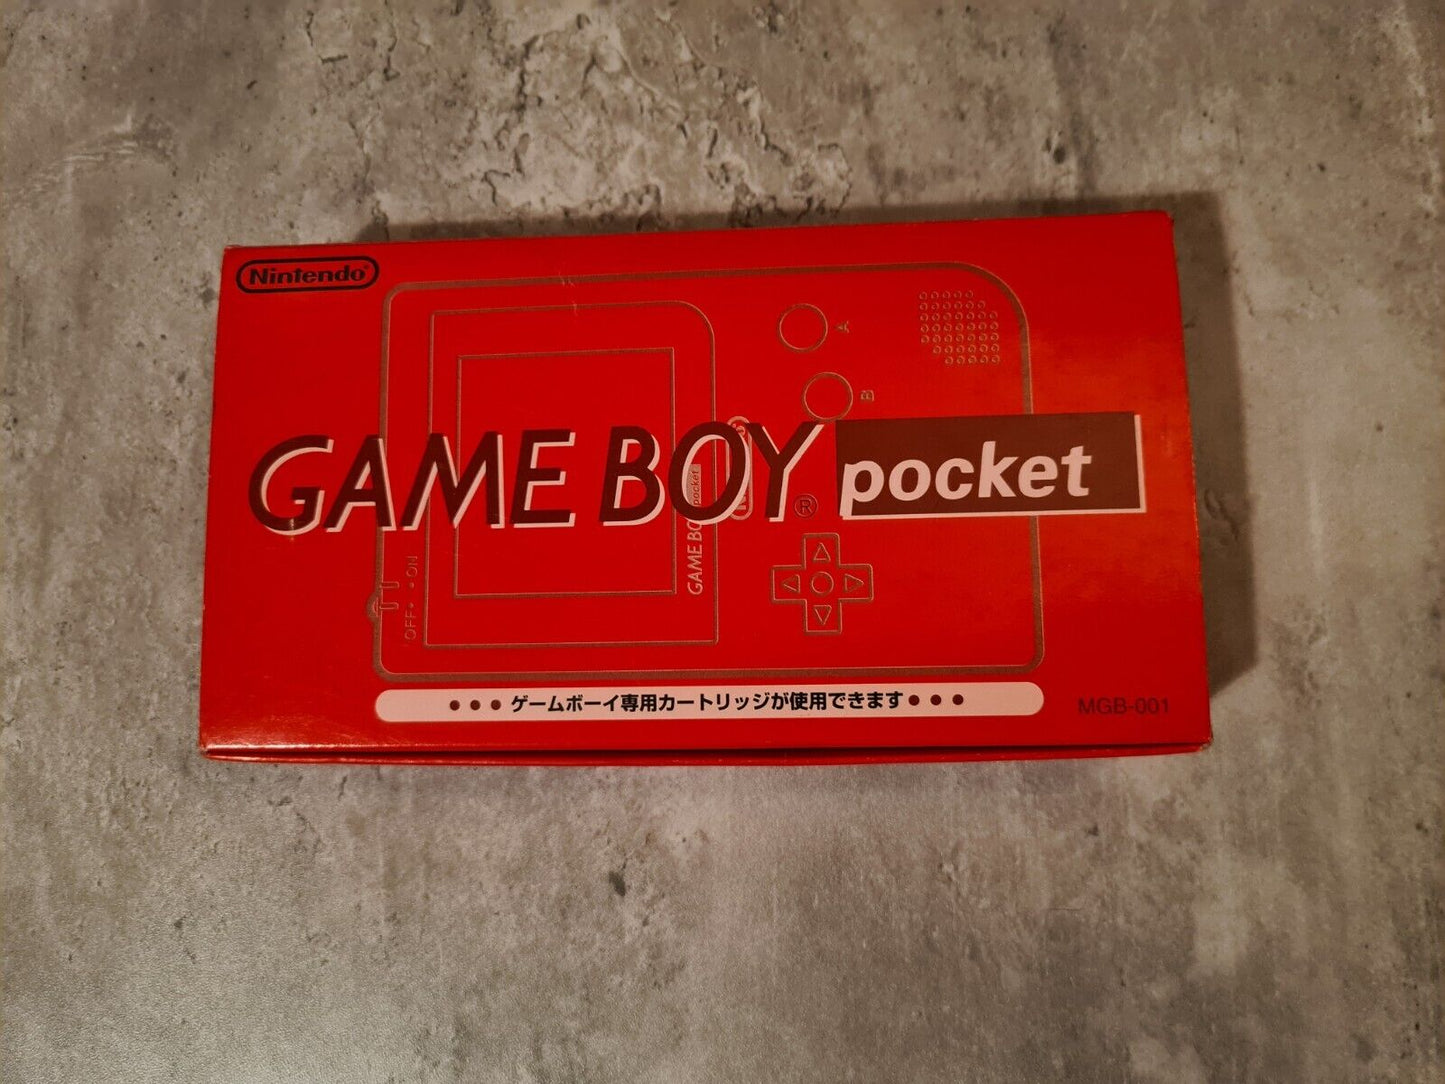 Nintendo®
A
B
GAME BOY® pocket
GAME BOY pocket
OFF• •ON
•••ゲームボーイ専用カートリッジが使用できます•••
MGB-001